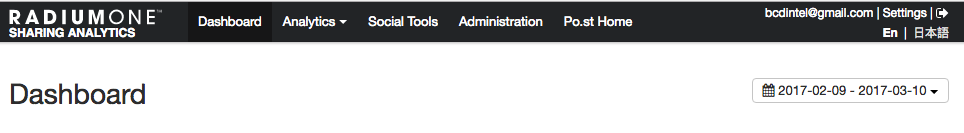 RADIUMONE™
SHARING ANALYTICS
Dashboard Analytics Social Tools Administration Po.st Home
bcdintel@gmail.com | Settings |
En | 日本語
Dashboard
2017-02-09 - 2017-03-10